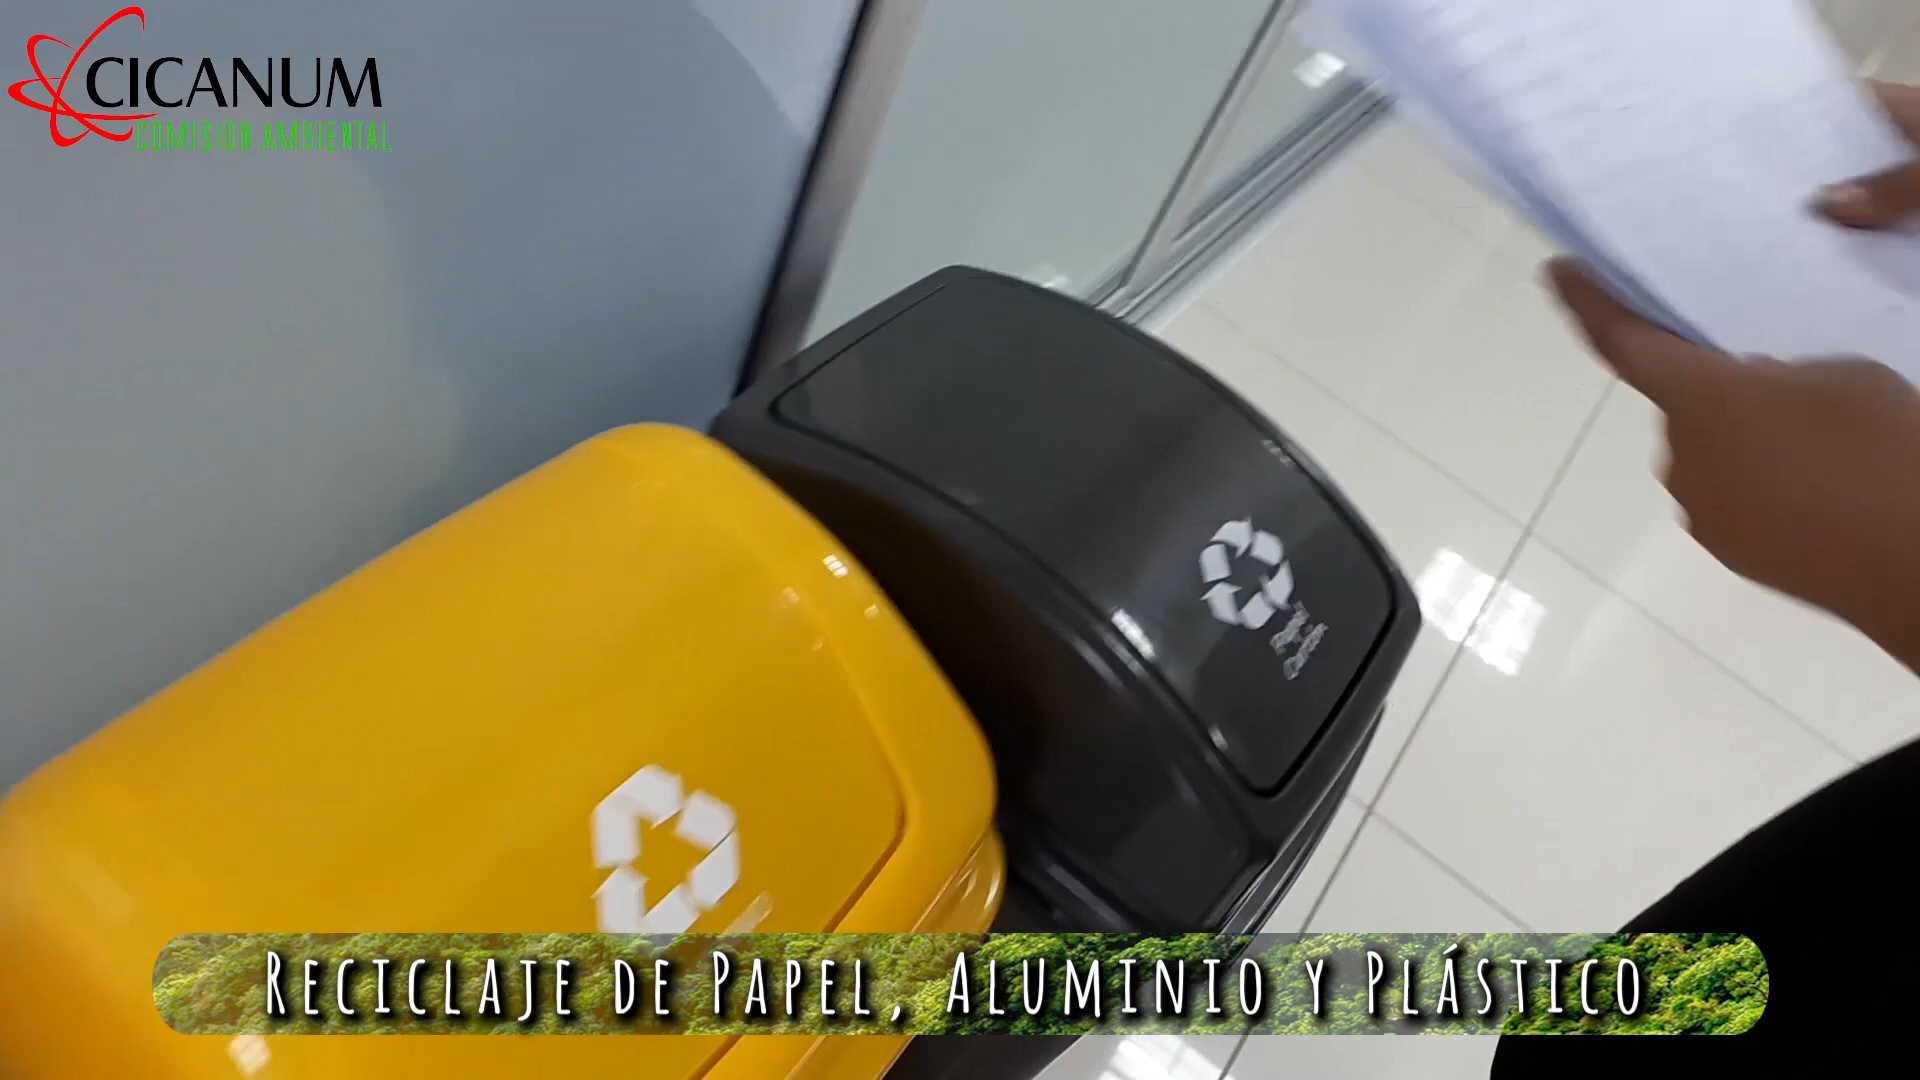 CICANUM
COMISION AMBIENTAL
RECICLAJE DE PAPEL, ALUMINIO Y PLÁSTICO